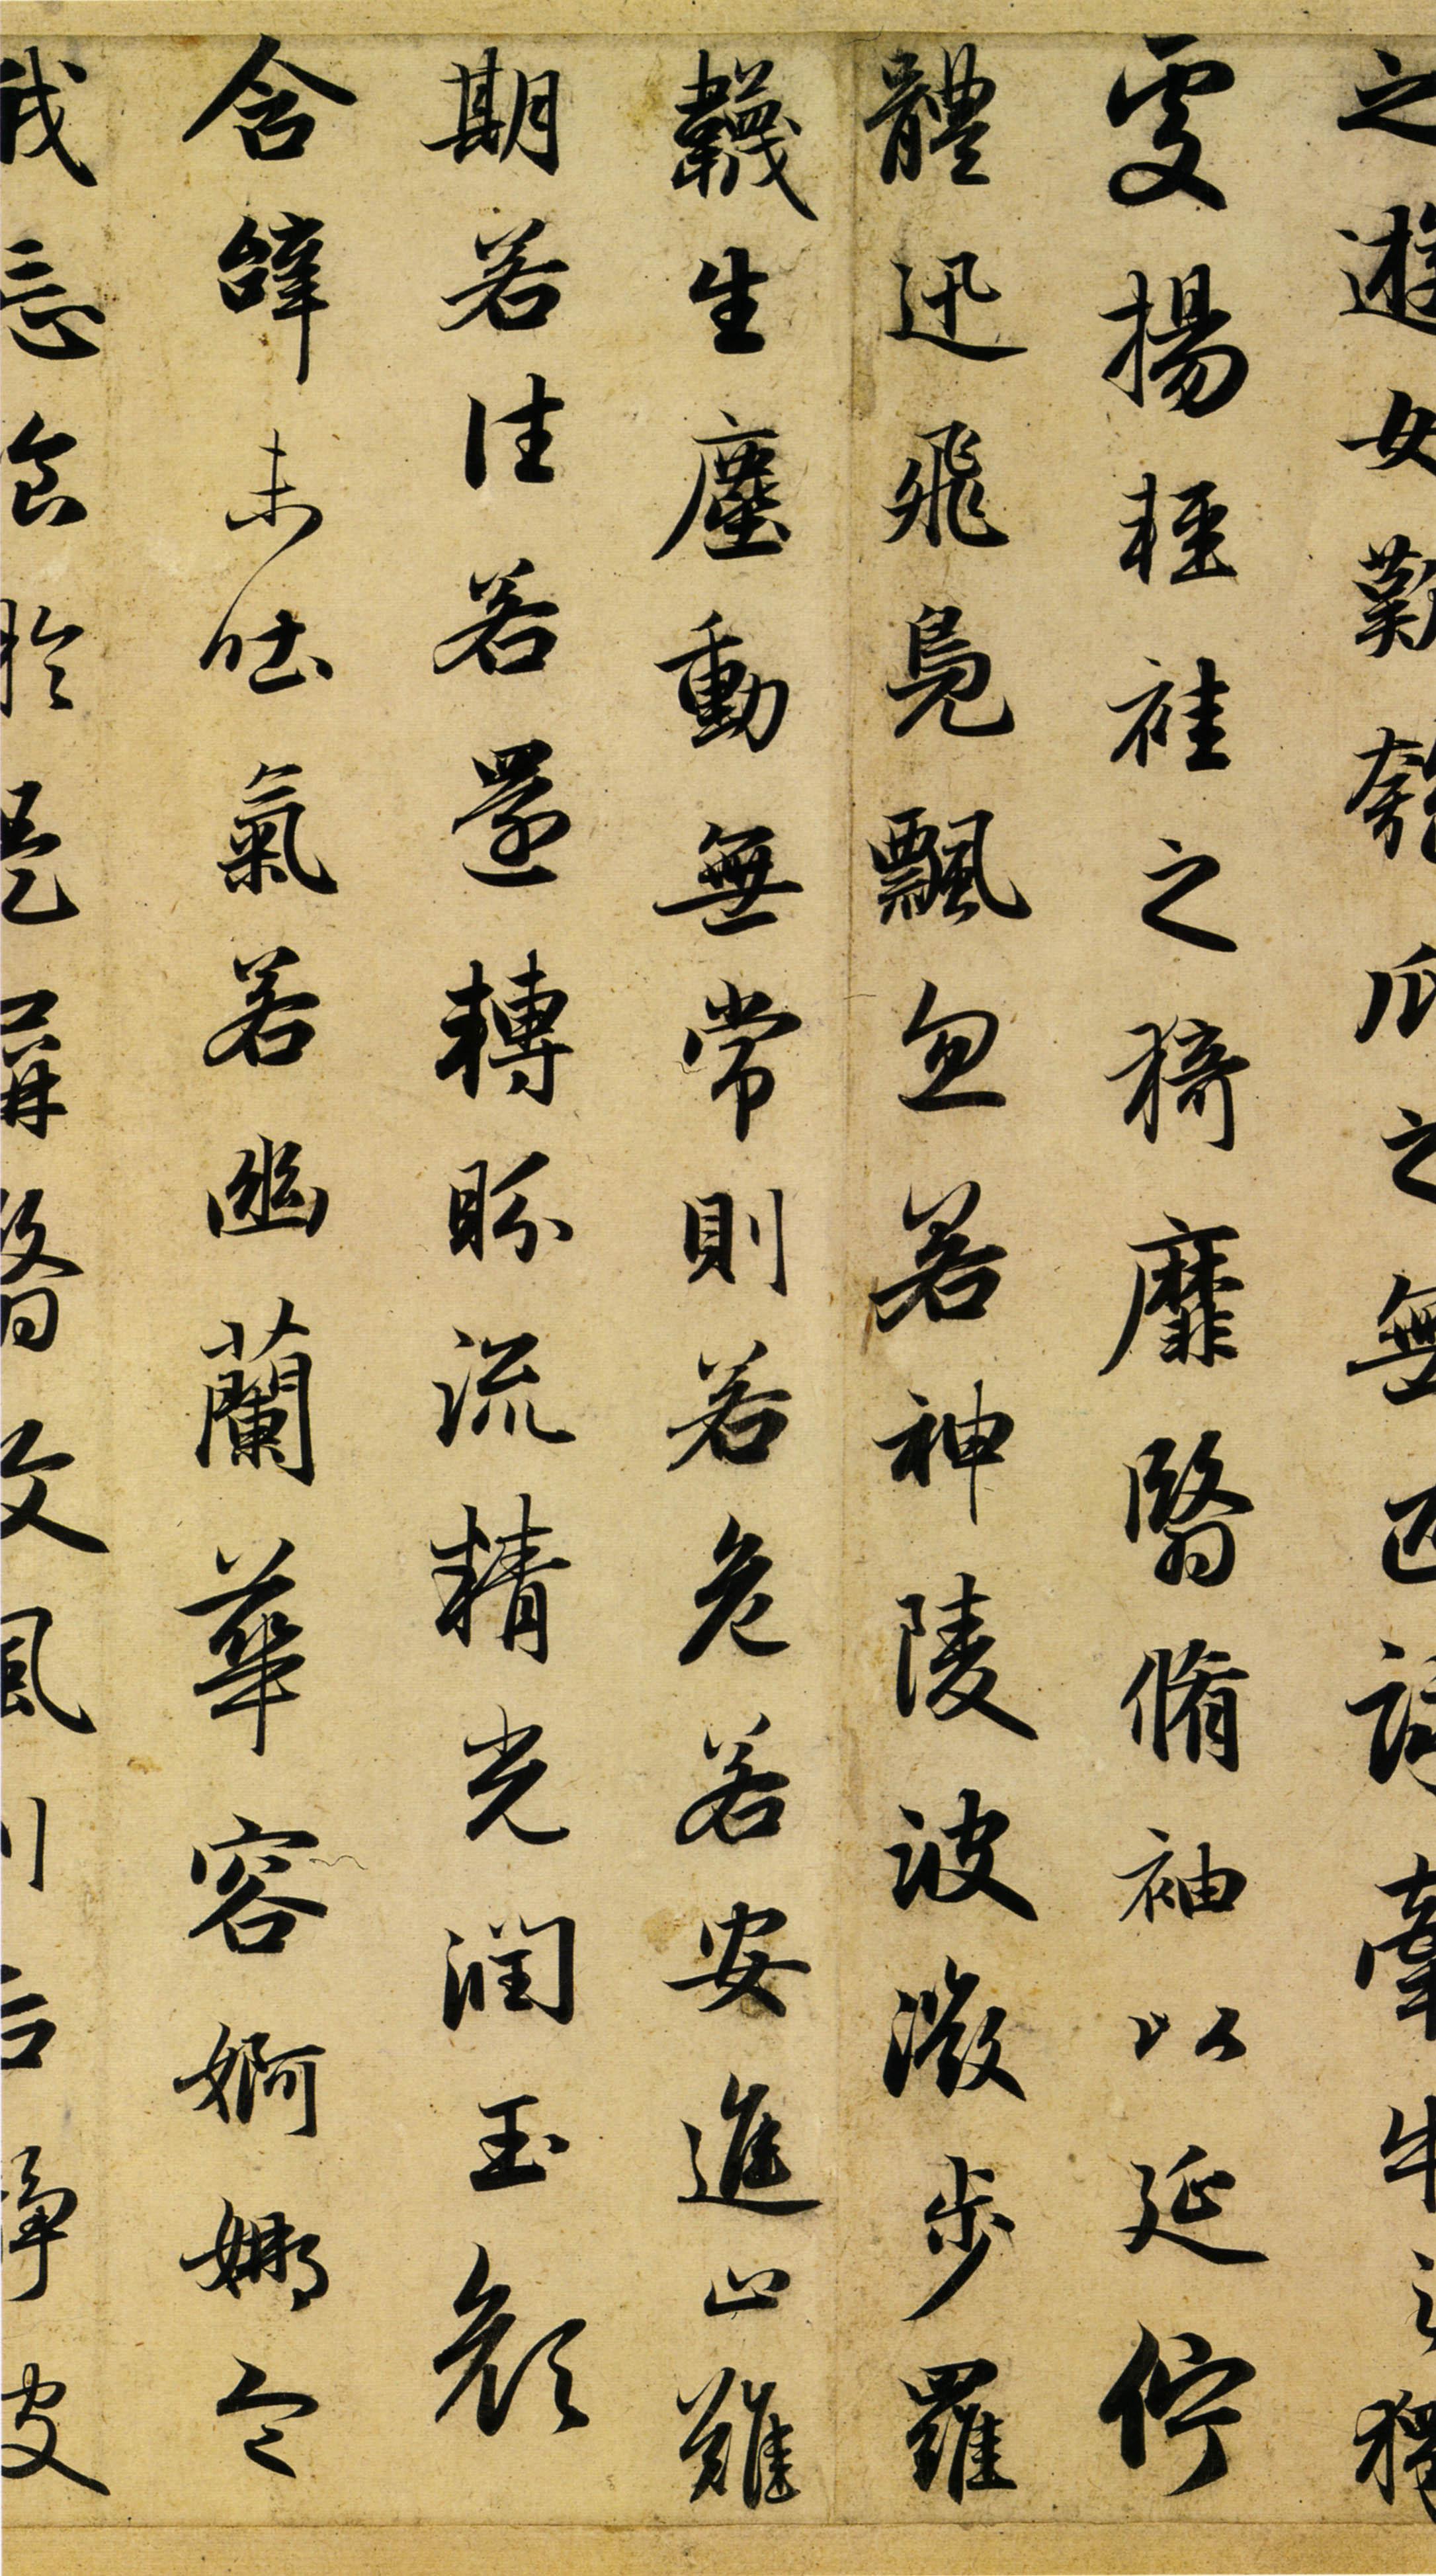 之遊女歎匏瓜之無匹詠牽牛之獨
處揚輕袿之猗靡翳脩袖以延佇
體迅飛鳧飄忽若神陵波微步羅
韈生塵動無常則若危若安進止難
期若往若還轉眄流精光潤玉顏
含辭未吐氣若幽蘭華容婀娜令
我忘食於是屏翳收風川后靜波